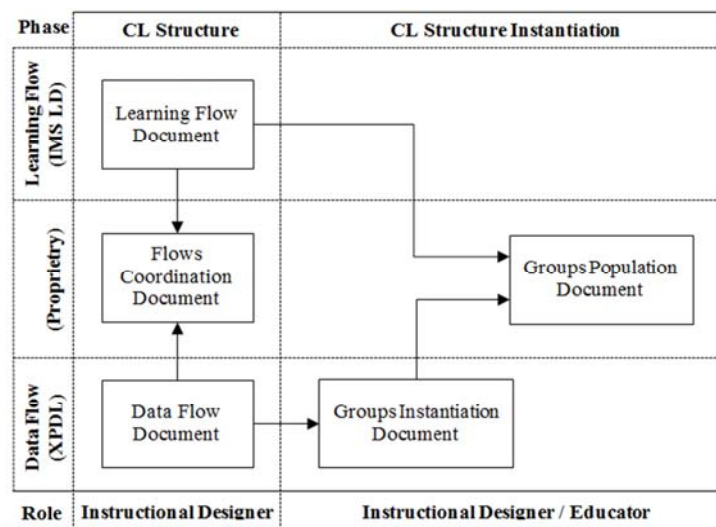 Phase
CL Structure
CL Structure Instantiation
Learning Flow
(IMS LD)
Learning Flow
Document
(Propriety)
Flows
Coordination
Document
Groups Population
Document
Data Flow
(XPDL)
Data Flow
Document
Groups Instantiation
Document
Role
Instructional Designer
Instructional Designer / Educator